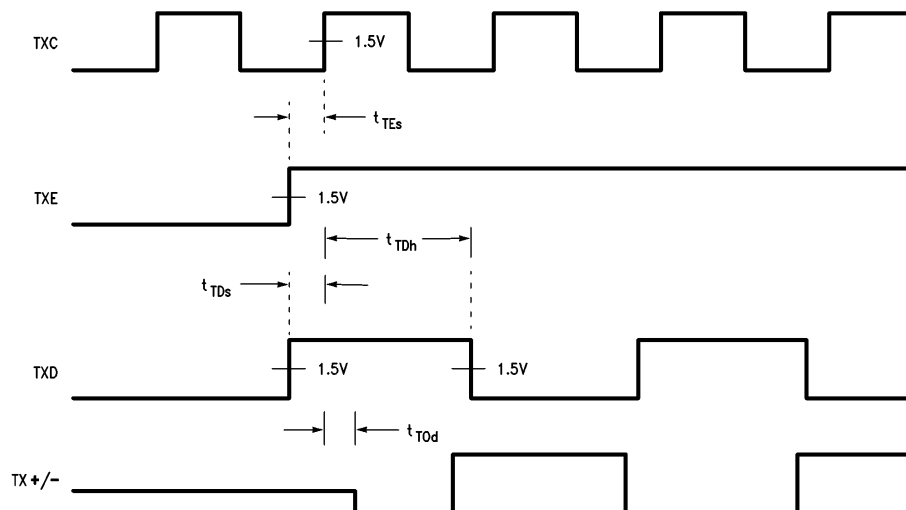 TXC
1.5V
t TEs
TXE
1.5V
t TDh
t TDs
TXD
1.5V
1.5V
t TOd
TX +/-